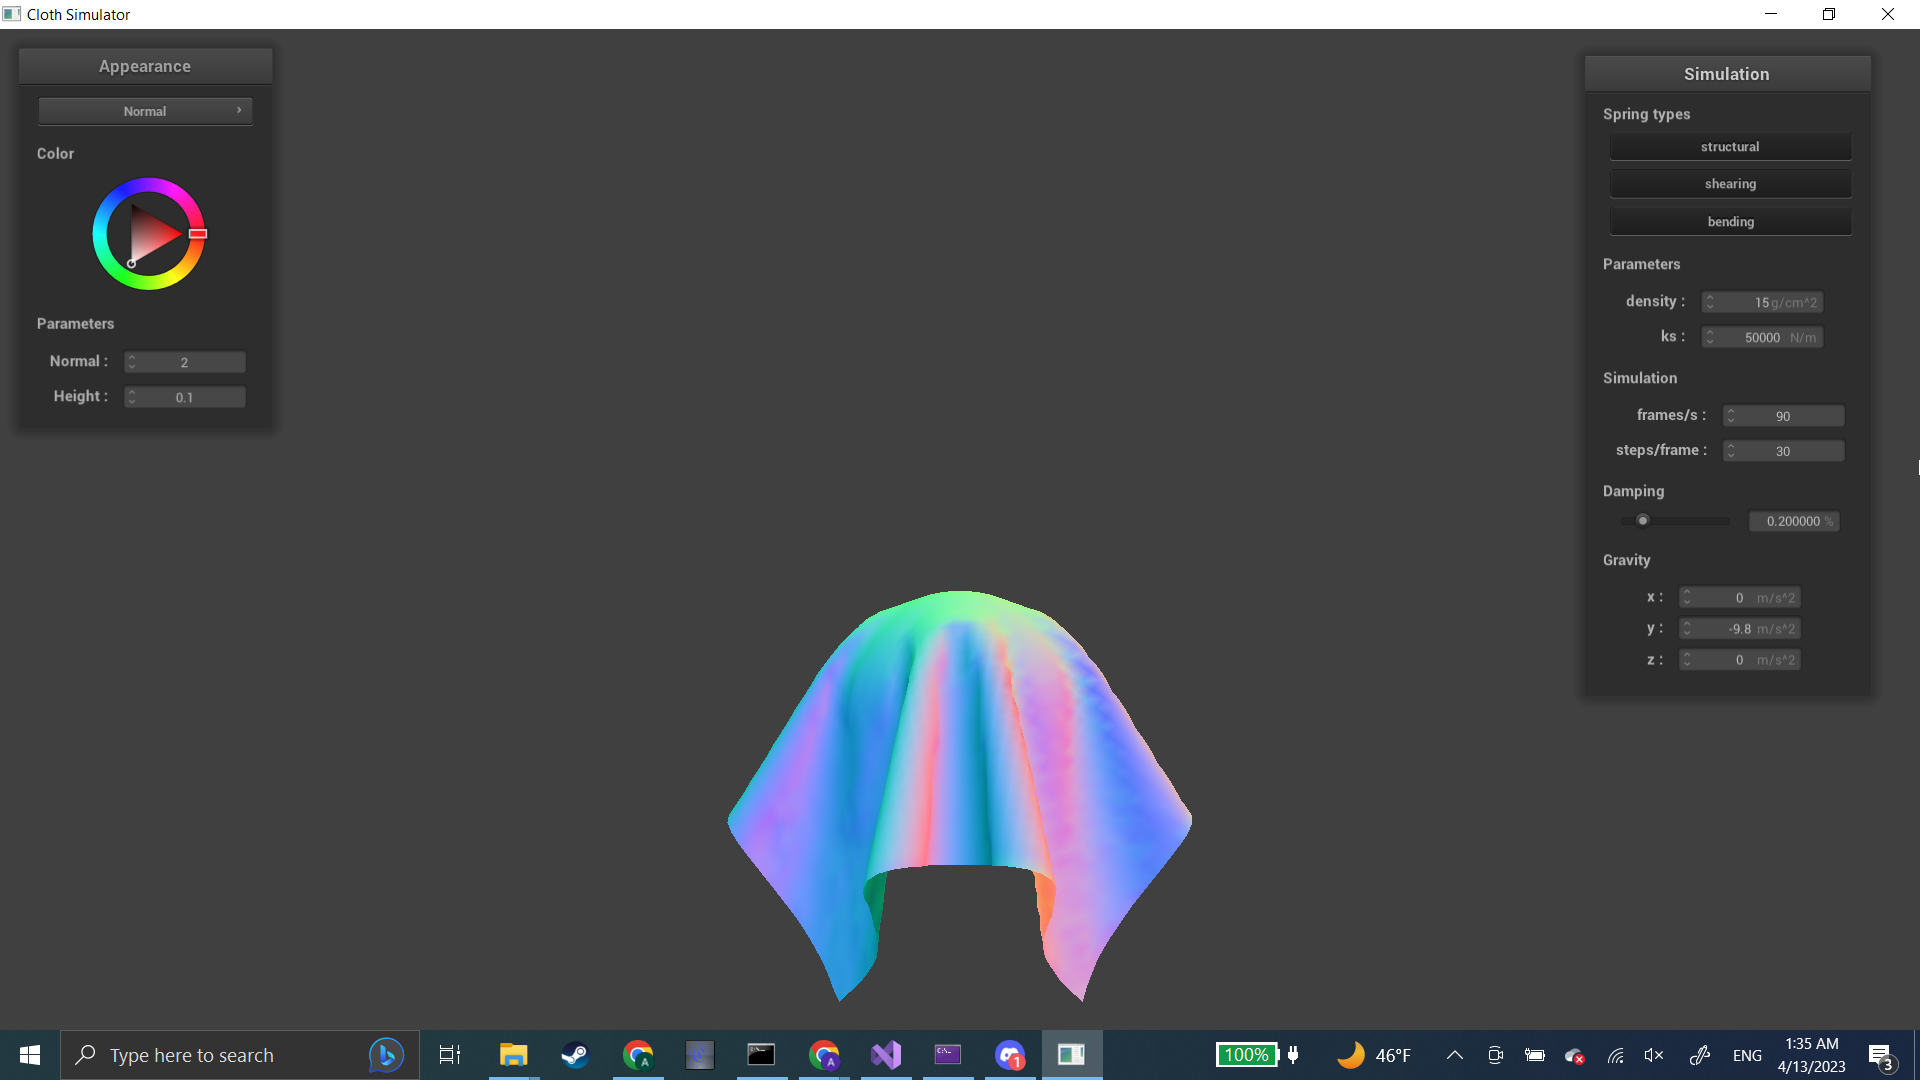 Cloth Simulator
Appearance
Normal
Color
Parameters
Normal : 2
Height : 0.1
Simulation
Spring types
structural
shearing
bending
Parameters
density : 15 g/cm^2
ks : 50000 N/m
Simulation
frames/s : 90
steps/frame : 30
Damping
0.200000 %
Gravity
x : 0 m/s^2
y : -9.8 m/s^2
z : 0 m/s^2
Type here to search
A
A
1
100%
46°F
ENG
1:35 AM
4/13/2023
3